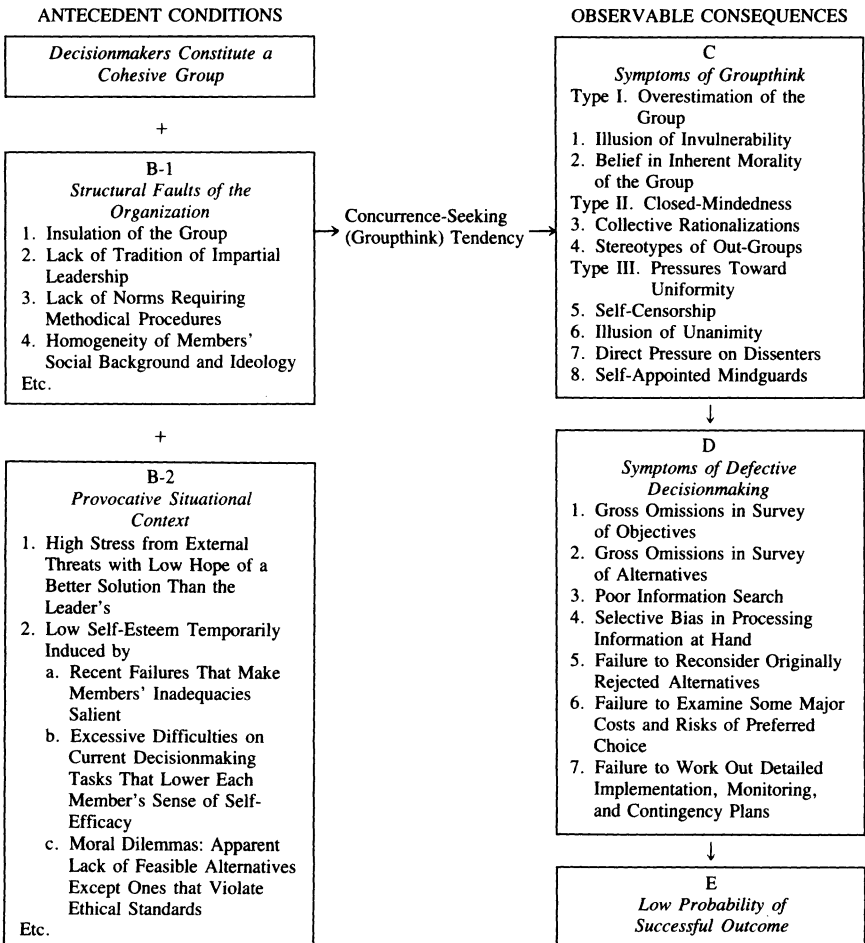 ANTECEDENT CONDITIONS
Decisionmakers Constitute a
Cohesive Group
+
B-1
Structural Faults of the
Organization
1. Insulation of the Group
2. Lack of Tradition of Impartial
Leadership
3. Lack of Norms Requiring
Methodical Procedures
4. Homogeneity of Members'
Social Background and Ideology
Etc.
+
B-2
Provocative Situational
Context
1. High Stress from External
Threats with Low Hope of a
Better Solution Than the
Leader's
2. Low Self-Esteem Temporarily
Induced by
a. Recent Failures That Make
Members' Inadequacies
Salient
b. Excessive Difficulties on
Current Decisionmaking
Tasks That Lower Each
Member's Sense of Self-
Efficacy
c. Moral Dilemmas: Apparent
Lack of Feasible Alternatives
Except Ones that Violate
Ethical Standards
Etc.
Concurrence-Seeking
(Groupthink) Tendency
OBSERVABLE CONSEQUENCES
C
Symptoms of Groupthink
Type I. Overestimation of the
Group
1. Illusion of Invulnerability
2. Belief in Inherent Morality
of the Group
Type II. Closed-Mindedness
3. Collective Rationalizations
4. Stereotypes of Out-Groups
Type III. Pressures Toward
Uniformity
5. Self-Censorship
6. Illusion of Unanimity
7. Direct Pressure on Dissenters
8. Self-Appointed Mindguards
D
Symptoms of Defective
Decisionmaking
1. Gross Omissions in Survey
of Objectives
2. Gross Omissions in Survey
of Alternatives
3. Poor Information Search
4. Selective Bias in Processing
Information at Hand
5. Failure to Reconsider Originally
Rejected Alternatives
6. Failure to Examine Some Major
Costs and Risks of Preferred
Choice
7. Failure to Work Out Detailed
Implementation, Monitoring,
and Contingency Plans
E
Low Probability of
Successful Outcome